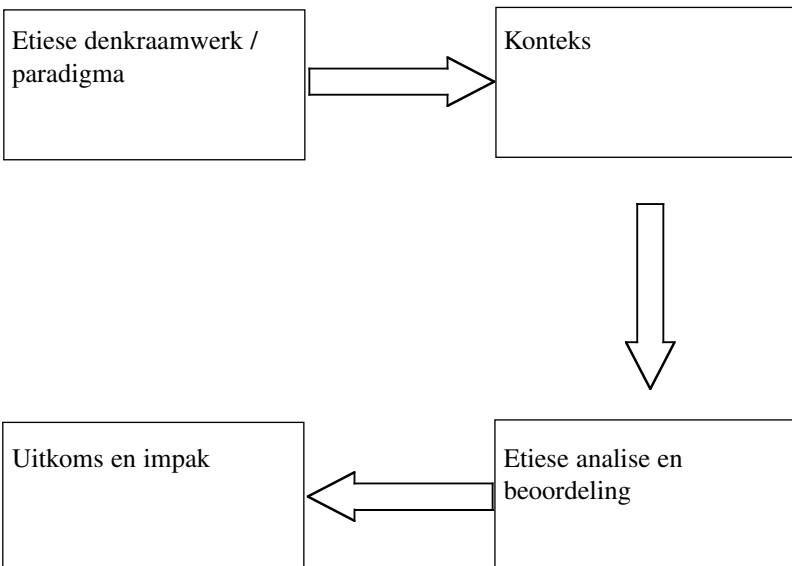 Etiese denkraamwerk /
paradigma
Konteks
Etiese analise en
beoordeling
Uitkoms en impak